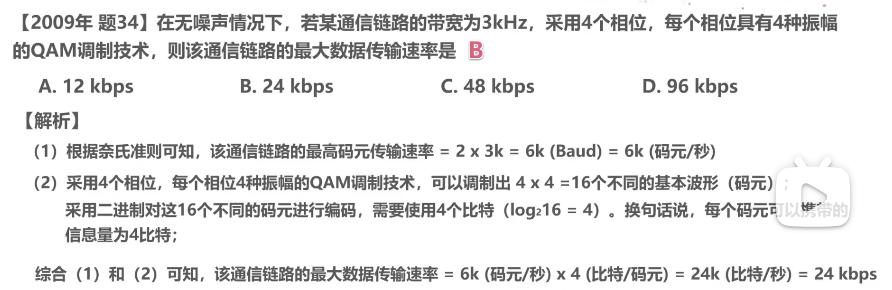 【2009年 题34】在无噪声情况下，若某通信链路的带宽为3kHz，采用4个相位，每个相位具有4种振幅
的QAM调制技术，则该通信链路的最大数据传输速率是 B
A. 12 kbps B. 24 kbps C. 48 kbps D. 96 kbps
【解析】
（1）根据奈氏准则可知，该通信链路的最高码元传输速率 = 2 x 3k = 6k (Baud) = 6k (码元/秒)
（2）采用4个相位，每个相位4种振幅的QAM调制技术，可以调制出 4 x 4 =16个不同的基本波形（码元）；
采用二进制对这16个不同的码元进行编码，需要使用4个比特（log₂16 = 4）。换句话说，每个码元可以携带的
信息量为4比特；
综合（1）和（2）可知，该通信链路的最大数据传输速率 = 6k (码元/秒) x 4 (比特/码元) = 24k (比特/秒) = 24 kbps